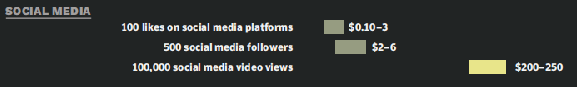 SOCIAL MEDIA
100 likes on social media platforms $0.10–3
500 social media followers $2–6
100,000 social media video views $200–250